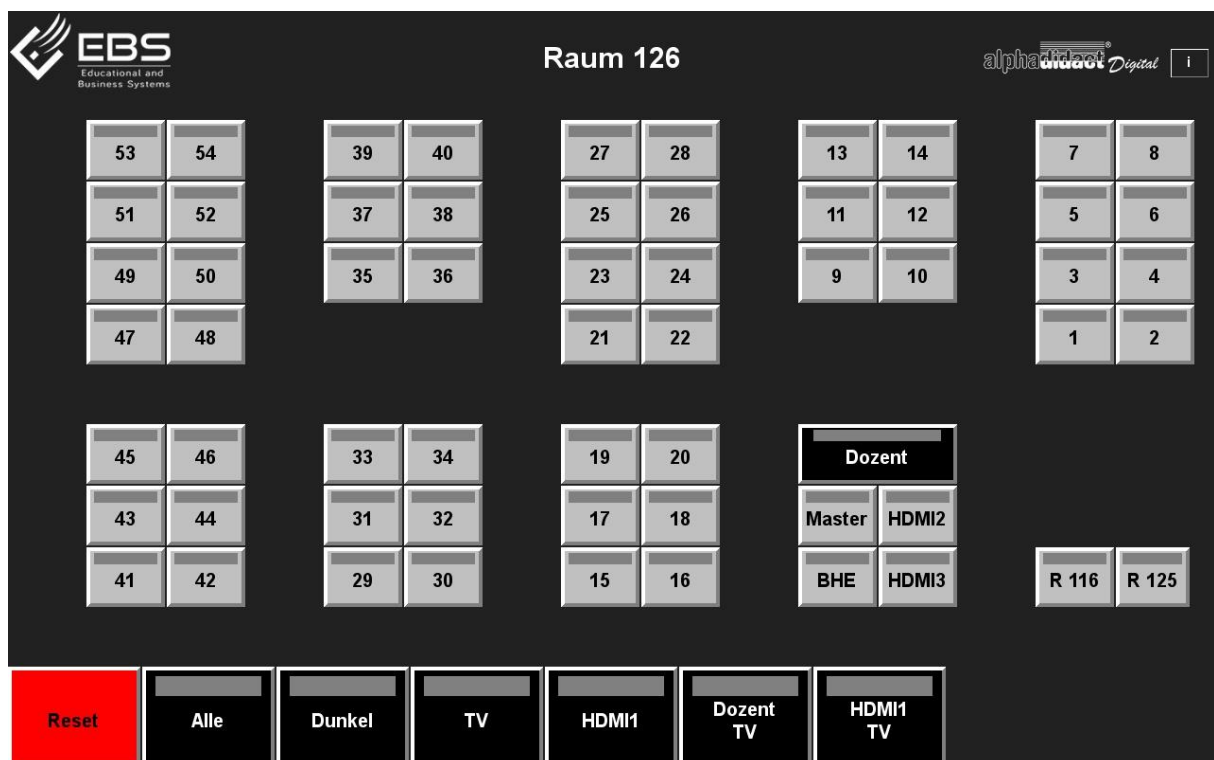 EBS
Educational and
Business Systems
Raum 126
alphadidact® Digital
i
53 54 39 40 27 28 13 14 7 8
51 52 37 38 25 26 11 12 5 6
49 50 35 36 23 24 9 10 3 4
47 48 21 22 1 2
45 46 33 34 19 20 Dozent
43 44 31 32 17 18 Master HDMI2
41 42 29 30 15 16 BHE HDMI3 R 116 R 125
Reset Alle Dunkel TV HDMI1 Dozent TV HDMI1 TV